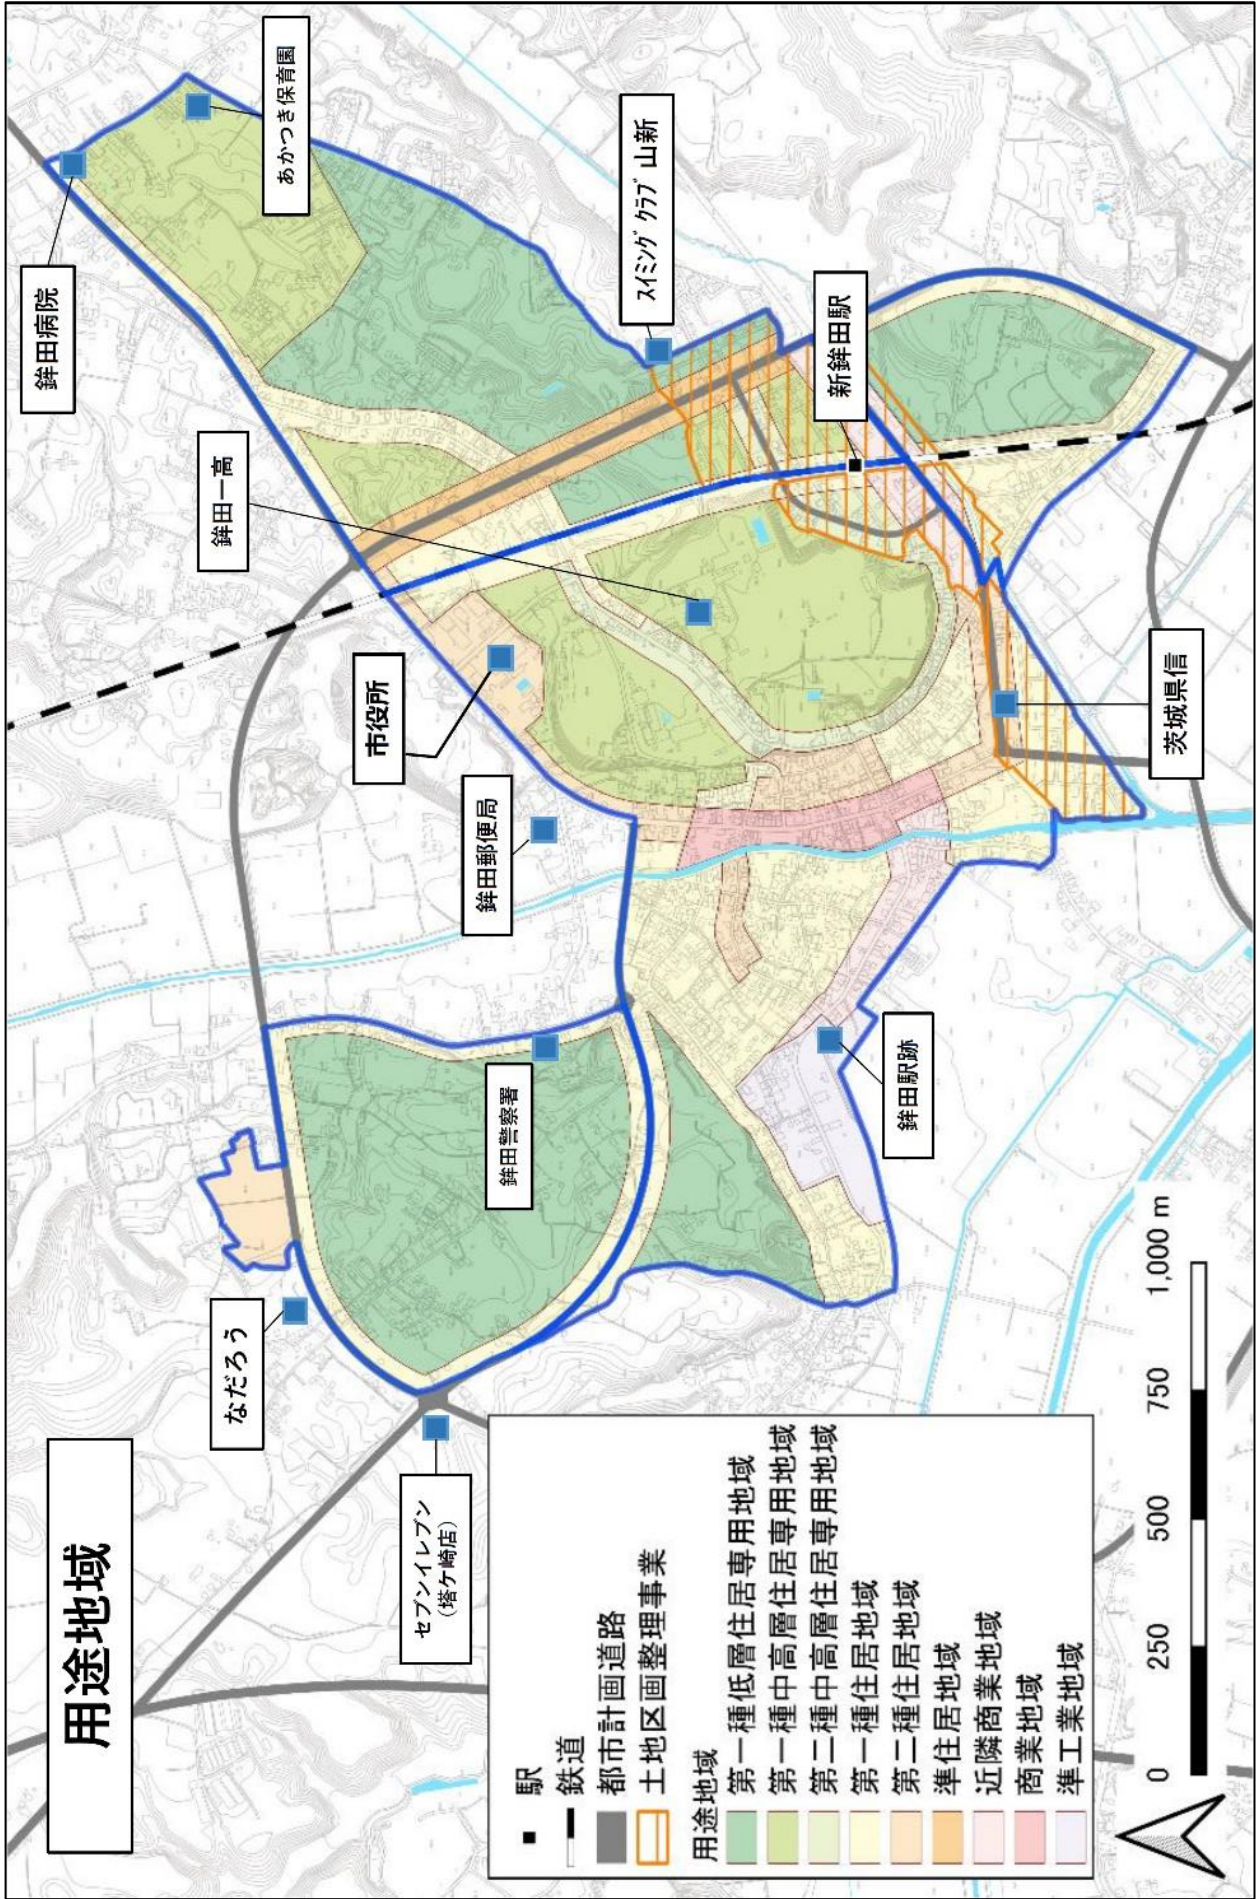 用途地域
なだろう
セブンイレブン
(塔ケ崎店)
鉾田警察署
鉾田郵便局
市役所
鉾田一高
鉾田病院
あかつき保育園
スイミングクラブ 山新
新鉾田駅
茨城県信
鉾田駅跡
駅
鉄道
都市計画道路
土地区画整理事業
用途地域
第一種低層住居専用地域
第一種中高層住居専用地域
第二種中高層住居専用地域
第一種住居地域
第二種住居地域
準住居地域
近隣商業地域
商業地域
準工業地域
0 250 500 750 1,000 m